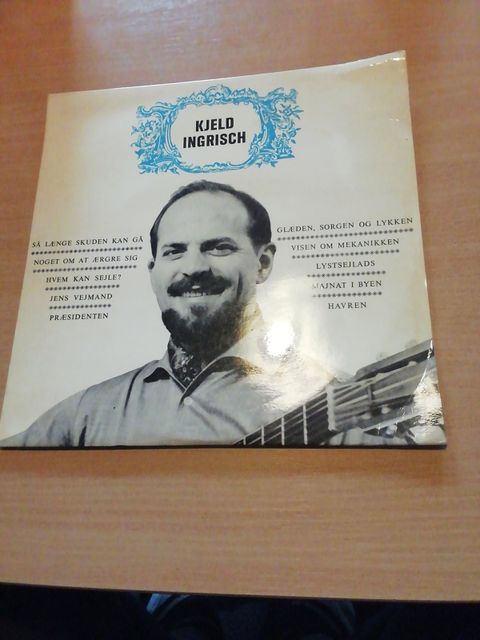 KJELD
INGRISCH
SÅ LÆNGE SKUDEN KAN GÅ
NOGET OM AT ÆRGRE SIG
HVEM KAN SEJLE?
JENS VEJMAND
PRÆSIDENTEN
GLÆDEN, SORGEN OG LYKKEN
VISEN OM MEKANIKKEN
LYSTSEJLADS
MAJNAT I BYEN
HAVREN